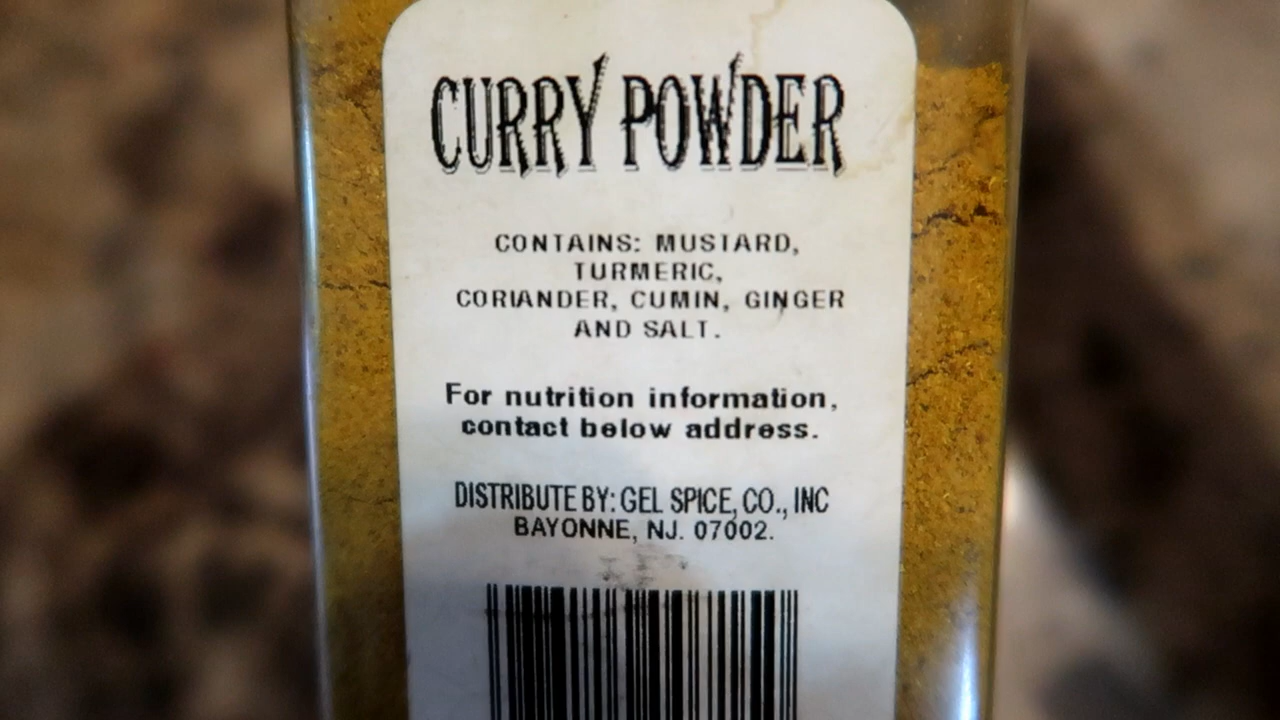 CURRY POWDER
CONTAINS: MUSTARD,
TURMERIC,
CORIANDER, CUMIN, GINGER
AND SALT.
For nutrition information,
contact below address.
DISTRIBUTE BY: GEL SPICE, CO., INC
BAYONNE, NJ. 07002.